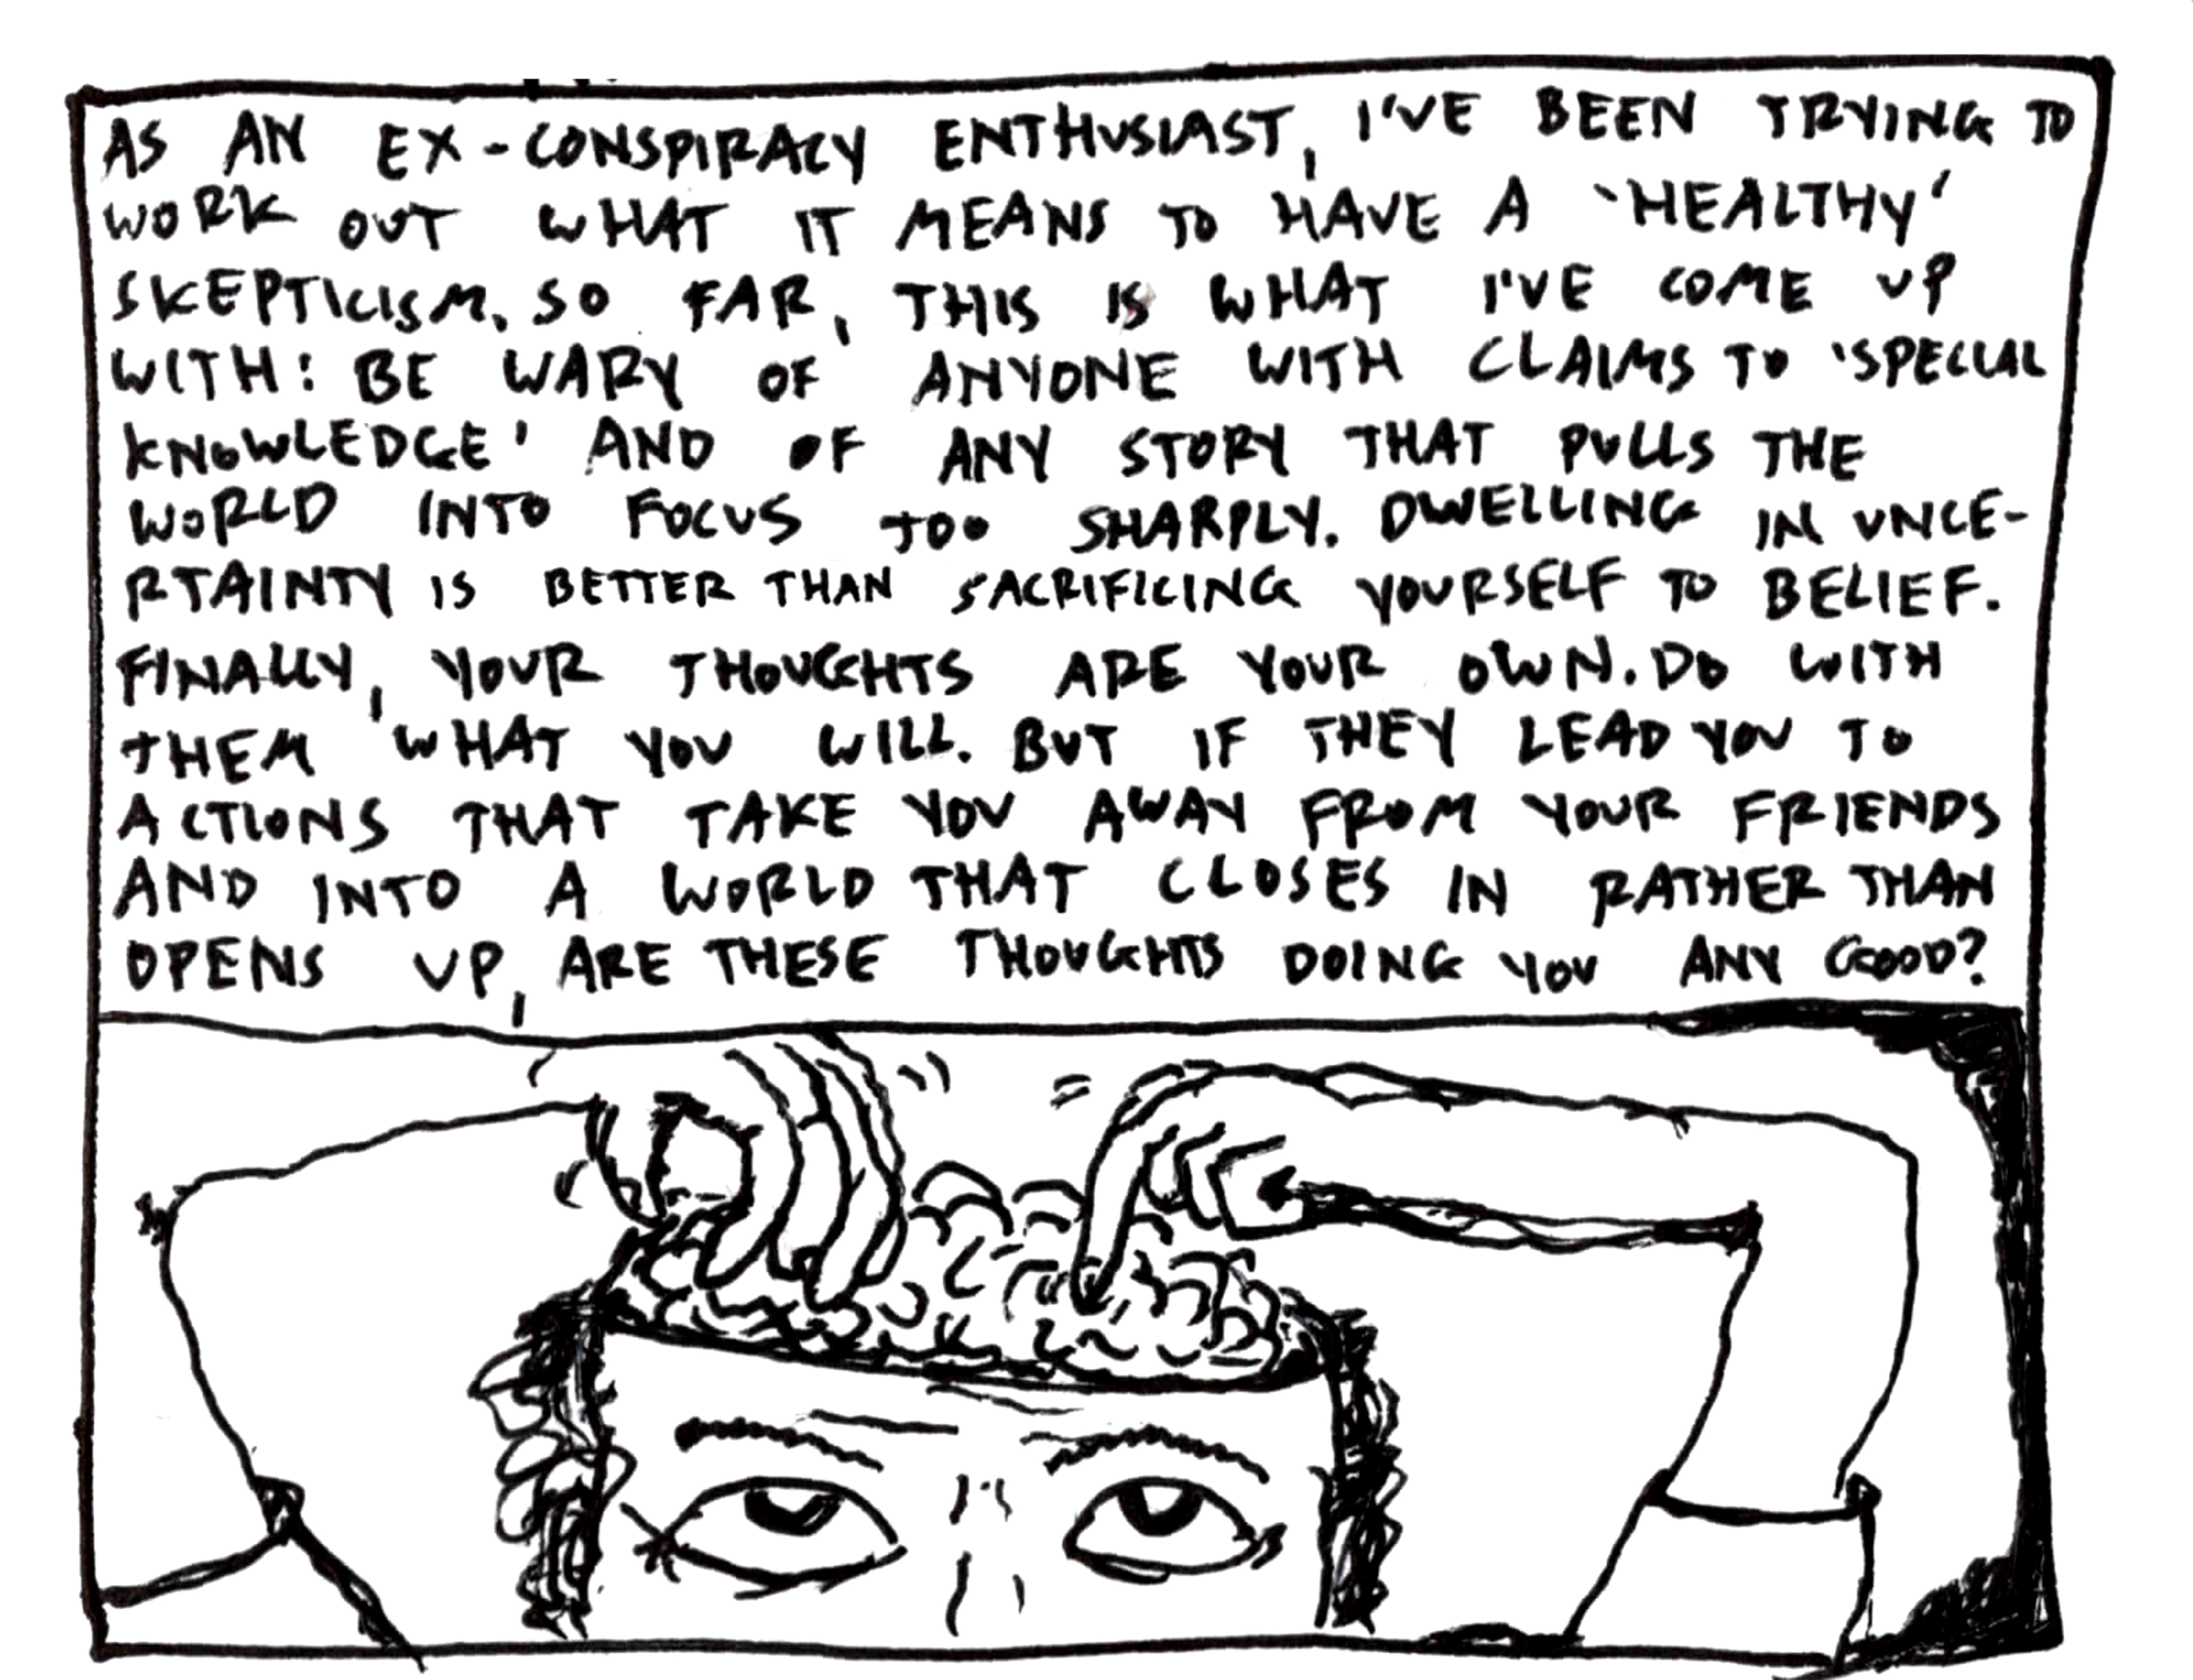 AS AN EX-CONSPIRACY ENTHUSIAST, I'VE BEEN TRYING TO
WORK OUT WHAT IT MEANS TO HAVE A 'HEALTHY'
SKEPTICISM. SO FAR, THIS IS WHAT I'VE COME UP
WITH: BE WARY OF ANYONE WITH CLAIMS TO 'SPECIAL
KNOWLEDGE' AND OF ANY STORY THAT PULLS THE
WORLD INTO FOCUS TOO SHARPLY. DWELLING IN UNCE-
RTAINTY IS BETTER THAN SACRIFICING YOURSELF TO BELIEF.
FINALLY, YOUR THOUGHTS ARE YOUR OWN. DO WITH
THEM WHAT YOU WILL. BUT IF THEY LEAD YOU TO
ACTIONS THAT TAKE YOU AWAY FROM YOUR FRIENDS
AND INTO A WORLD THAT CLOSES IN RATHER THAN
OPENS UP, ARE THESE THOUGHTS DOING YOU ANY GOOD?